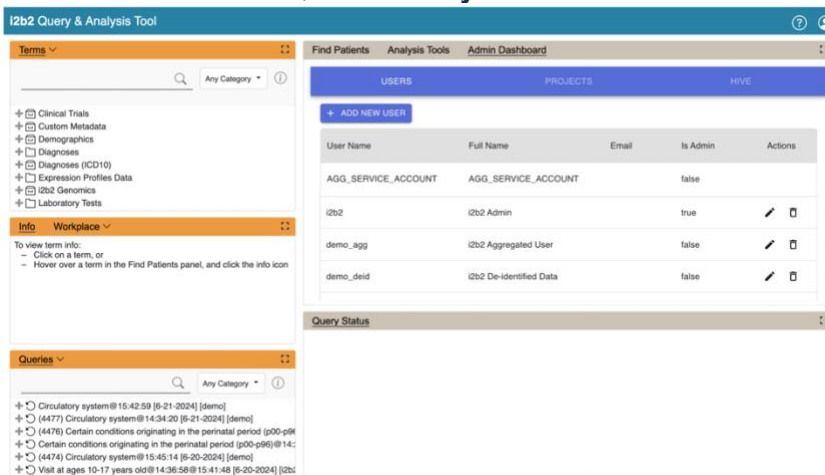 i2b2 Query & Analysis Tool
Terms
Any Category
Clinical Trials
Custom Metadata
Demographics
Diagnoses
Diagnoses (ICD10)
Expression Profiles Data
i2b2 Genomics
Laboratory Tests
Info Workplace
To view term info:
– Click on a term, or
– Hover over a term in the Find Patients panel, and click the info icon
Queries
Any Category
Circulatory system@15:42:59 [6-21-2024] [demo]
(4477) Circulatory system@14:34:20 [6-21-2024] [demo]
(4476) Certain conditions originating in the perinatal period (p00-p96
Certain conditions originating in the perinatal period (p00-p96)@14:
(4474) Circulatory system@15:45:14 [6-20-2024] [demo]
Visit at ages 10-17 years old@14:36:58@15:41:48 [6-20-2024] [i2b
Find Patients Analysis Tools Admin Dashboard
USERS PROJECTS HIVE
+ ADD NEW USER
User Name Full Name Email Is Admin Actions
AGG_SERVICE_ACCOUNT AGG_SERVICE_ACCOUNT false
i2b2 i2b2 Admin true
demo_agg i2b2 Aggregated User false
demo_deid i2b2 De-identified Data false
Query Status